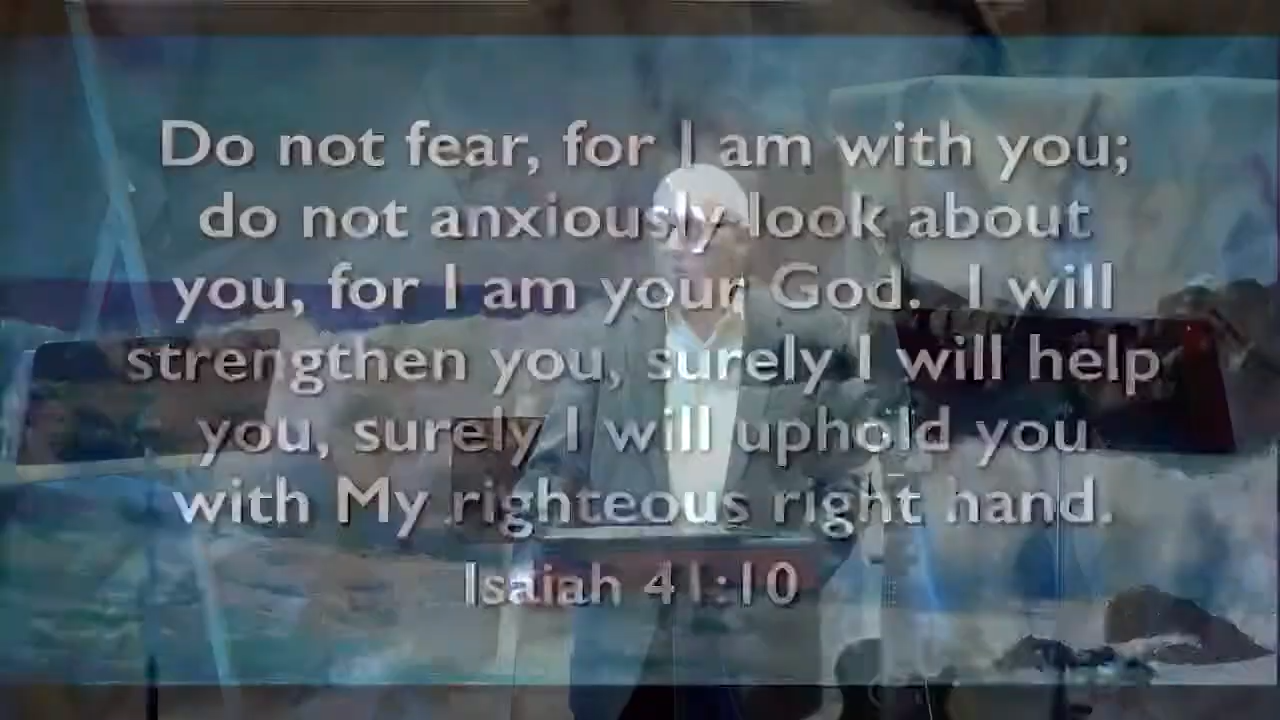 Do not fear, for I am with you;
do not anxiously look about
you, for I am your God.  I will
strengthen you, surely I will help
you, surely I will uphold you
with My righteous right hand.
Isaiah 41:10